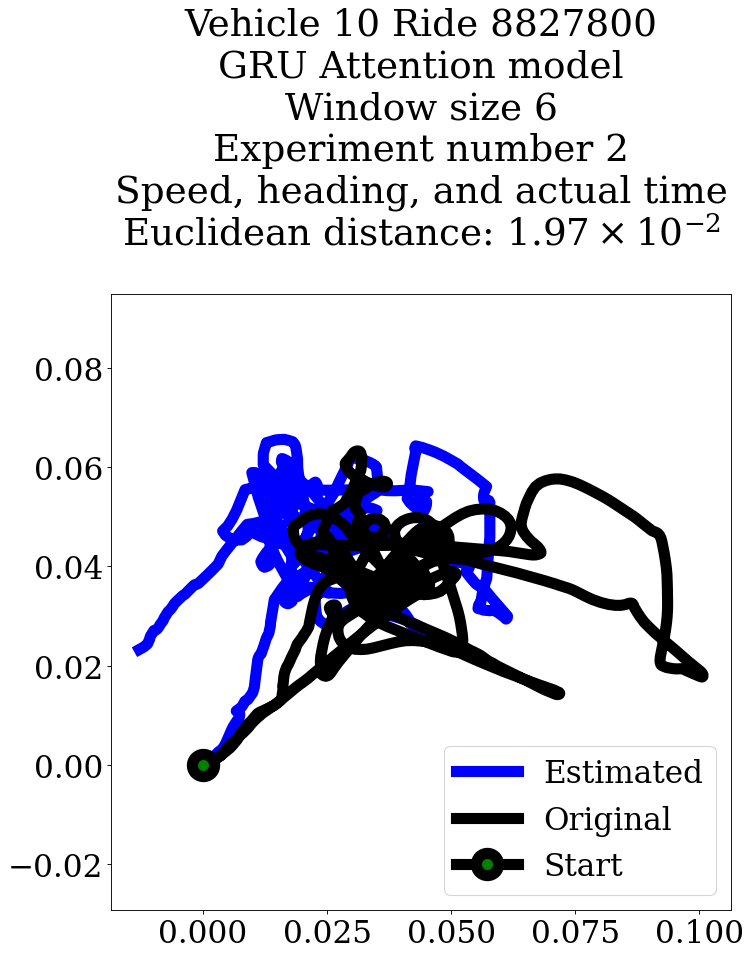 Vehicle 10 Ride 8827800
GRU Attention model
Window size 6
Experiment number 2
Speed, heading, and actual time
Euclidean distance: 1.97 × 10⁻²
0.08
0.06
0.04
0.02
0.00
−0.02
0.000 0.025 0.050 0.075 0.100
Estimated
Original
Start